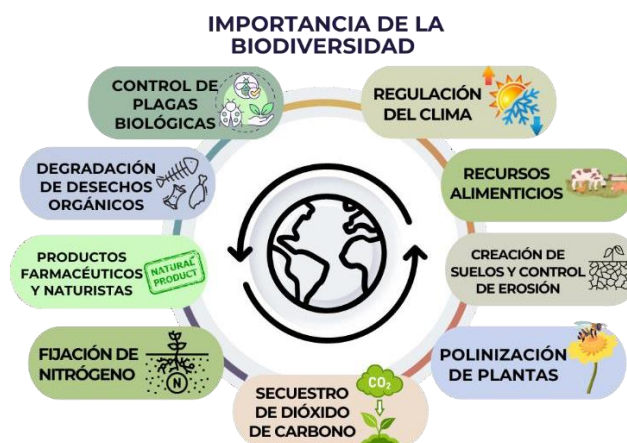 IMPORTANCIA DE LA
BIODIVERSIDAD
CONTROL DE
PLAGAS
BIOLÓGICAS
REGULACIÓN
DEL CLIMA
DEGRADACIÓN
DE DESECHOS
ORGÁNICOS
RECURSOS
ALIMENTICIOS
PRODUCTOS
FARMACÉUTICOS
Y NATURISTAS
NATURAL
PRODUCT
CREACIÓN DE
SUELOS Y CONTROL
DE EROSIÓN
FIJACIÓN DE
NITRÓGENO
N
POLINIZACIÓN
DE PLANTAS
SECUESTRO
DE DIÓXIDO
DE CARBONO
CO₂